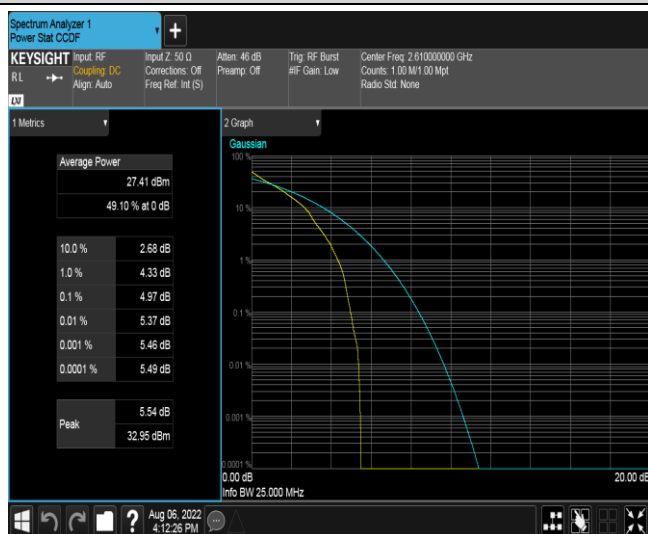 Spectrum Analyzer 1
Power Stat CCDF
+
KEYSIGHT
RL
LXI
Input: RF
Coupling: DC
Align: Auto
Input Z: 50 Ω
Corrections: Off
Freq Ref: Int (S)
Atten: 46 dB
Preamp: Off
Trig: RF Burst
#IF Gain: Low
Center Freq: 2.610000000 GHz
Counts: 1.00 M/1.00 Mpt
Radio Std: None
1 Metrics
Average Power
27.41 dBm
49.10 % at 0 dB
10.0 % 2.68 dB
1.0 % 4.33 dB
0.1 % 4.97 dB
0.01 % 5.37 dB
0.001 % 5.46 dB
0.0001 % 5.49 dB
Peak
5.54 dB
32.95 dBm
2 Graph
Gaussian
100 %
10 %
1 %
0.1 %
0.01 %
0.001 %
0.0001 %
0.00 dB
20.00 dB
Info BW 25.000 MHz
?
Aug 06, 2022
4:12:26 PM